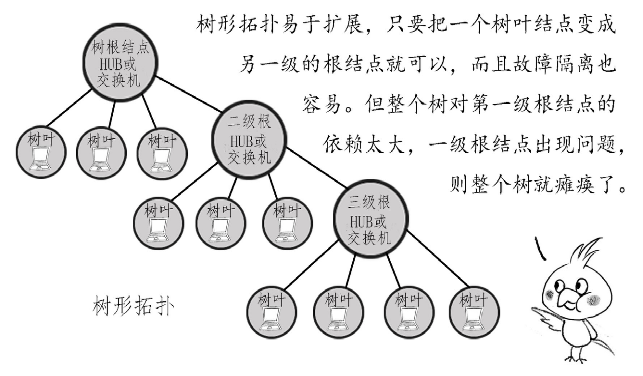 树形拓扑易于扩展，只要把一个树叶结点变成
另一级的根结点就可以，而且故障隔离也
容易。但整个树对第一级根结点的
依赖太大，一级根结点出现问题，
则整个树就瘫痪了。
树根结点
HUB或
交换机
树叶
树叶
树叶
二级根
HUB或
交换机
树叶
树叶
树叶
三级根
HUB或
交换机
树叶
树叶
树叶
树叶
树形拓扑